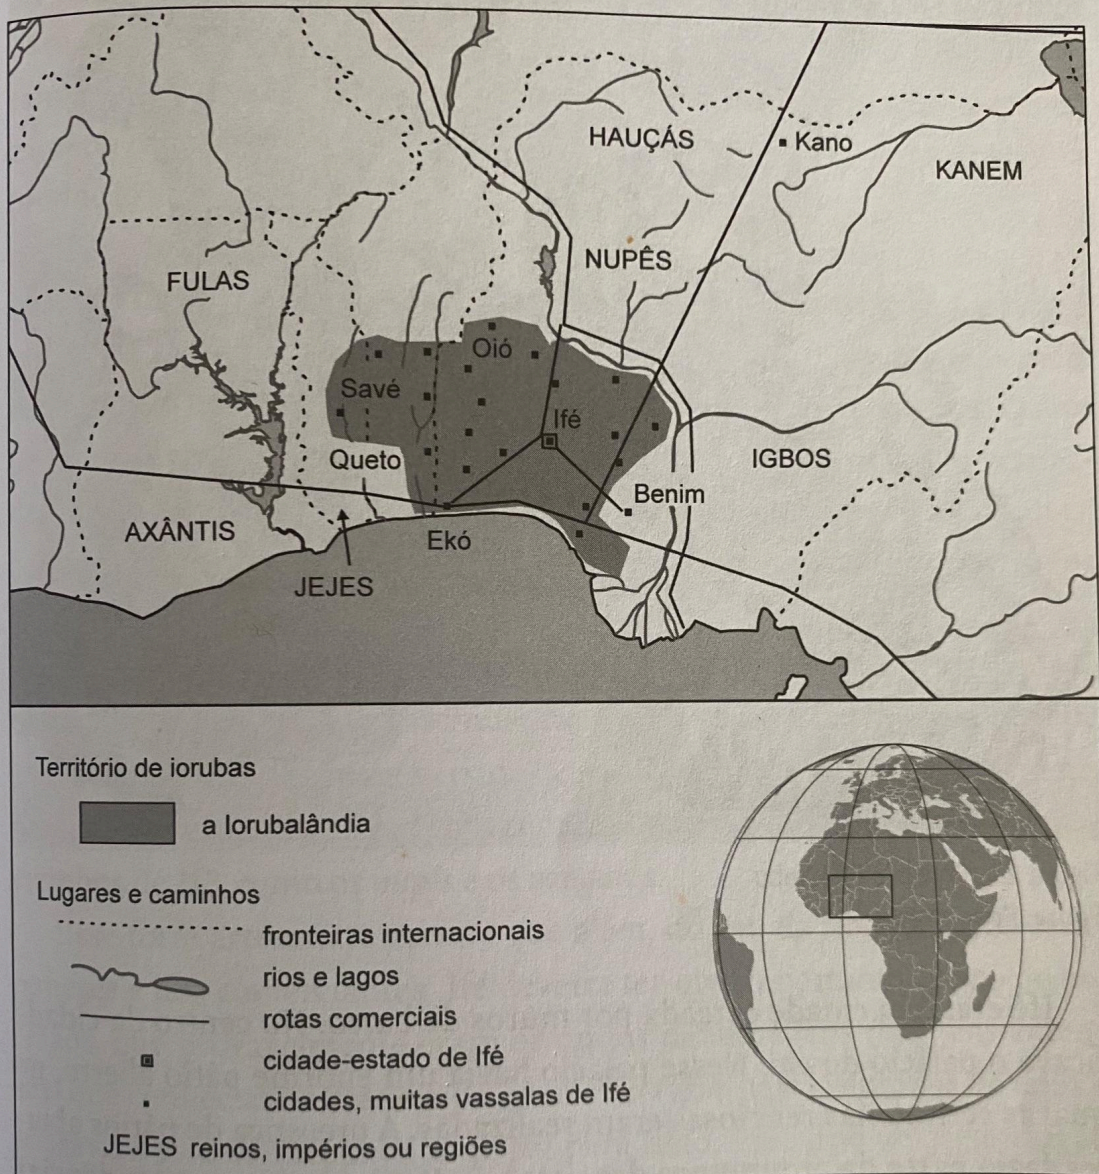 HAUÇÁS
Kano
KANEM
NUPÊS
FULAS
Oió
Savé
Ifé
Queto
IGBOS
Benim
AXÂNTIS
Ekó
JEJES
Território de iorubas
a Iorubalândia
Lugares e caminhos
fronteiras internacionais
rios e lagos
rotas comerciais
cidade-estado de Ifé
cidades, muitas vassalas de Ifé
JEJES reinos, impérios ou regiões